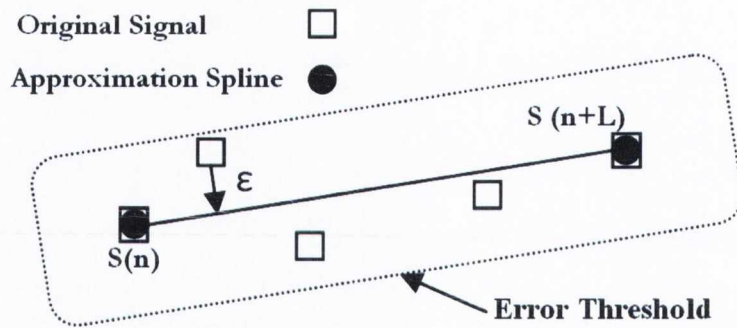 Original Signal
Approximation Spline
S (n+L)
ε
S(n)
Error Threshold